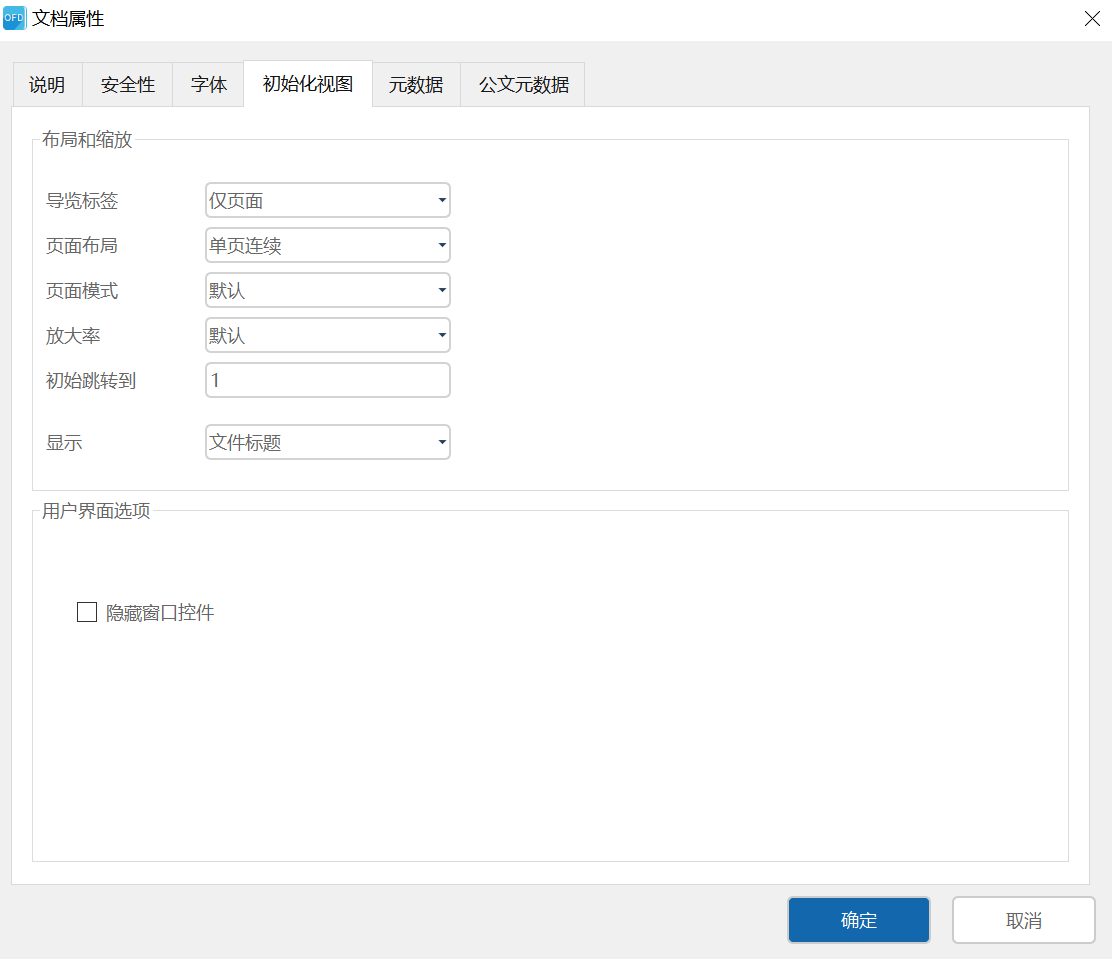 OFD 文档属性
说明 安全性 字体 初始化视图 元数据 公文元数据
布局和缩放
导览标签 仅页面
页面布局 单页连续
页面模式 默认
放大率 默认
初始跳转到 1
显示 文件标题
用户界面选项
隐藏窗口控件
确定 取消